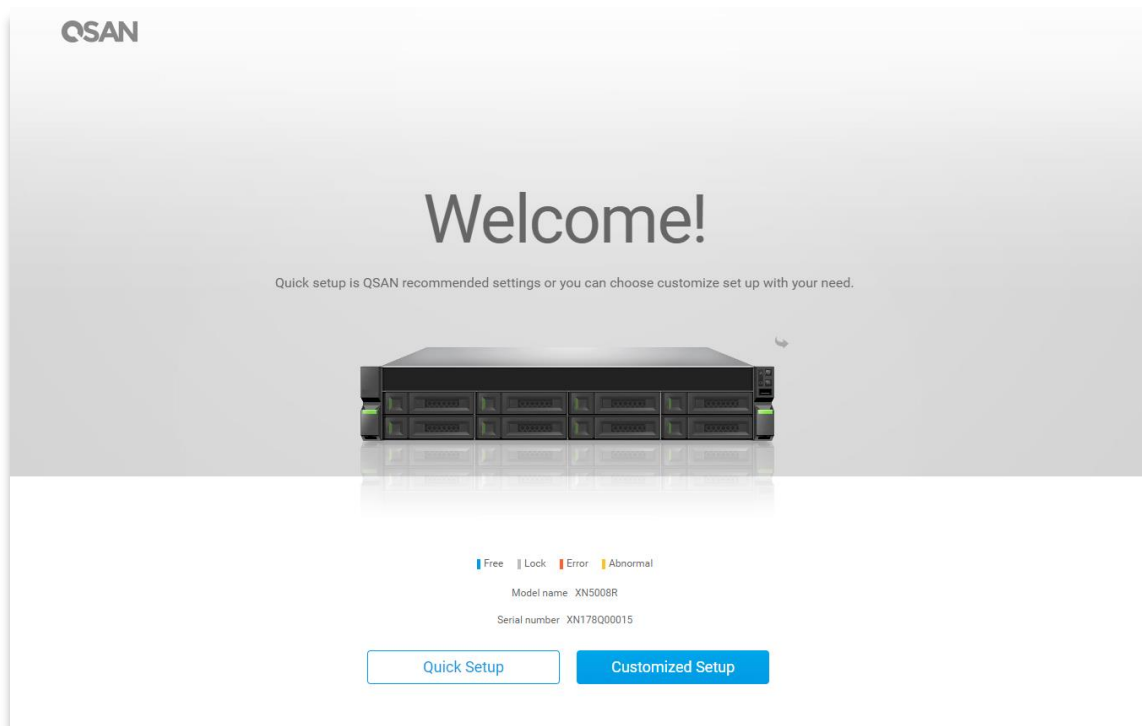 QSAN
Welcome!
Quick setup is QSAN recommended settings or you can choose customize set up with your need.
Free Lock Error Abnormal
Model name XN5008R
Serial number XN178Q00015
Quick Setup Customized Setup